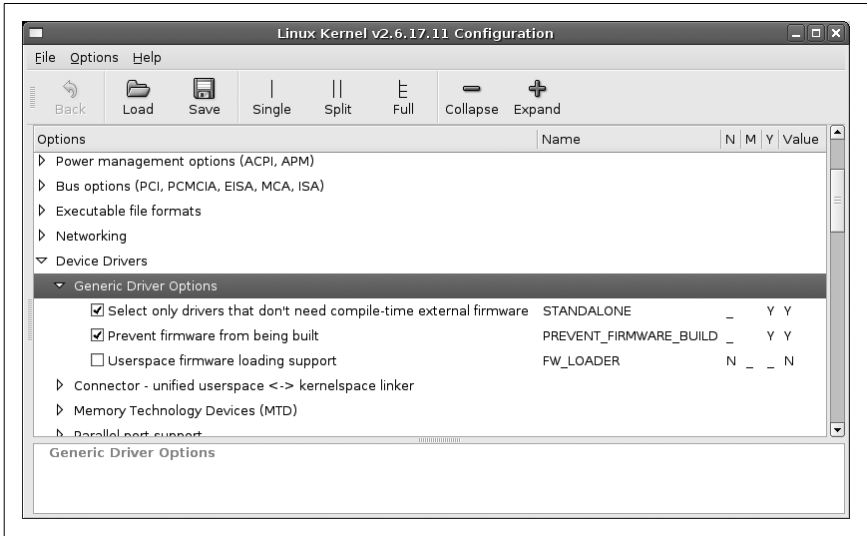 Linux Kernel v2.6.17.11 Configuration
File Options Help
Back Load Save Single Split Full Collapse Expand
Options Name N M Y Value
Power management options (ACPI, APM)
Bus options (PCI, PCMCIA, EISA, MCA, ISA)
Executable file formats
Networking
Device Drivers
Generic Driver Options
Select only drivers that don't need compile-time external firmware STANDALONE _ Y Y
Prevent firmware from being built PREVENT_FIRMWARE_BUILD _ Y Y
Userspace firmware loading support FW_LOADER N _ _ N
Connector - unified userspace <-> kernelspace linker
Memory Technology Devices (MTD)
Parallel port support
Generic Driver Options